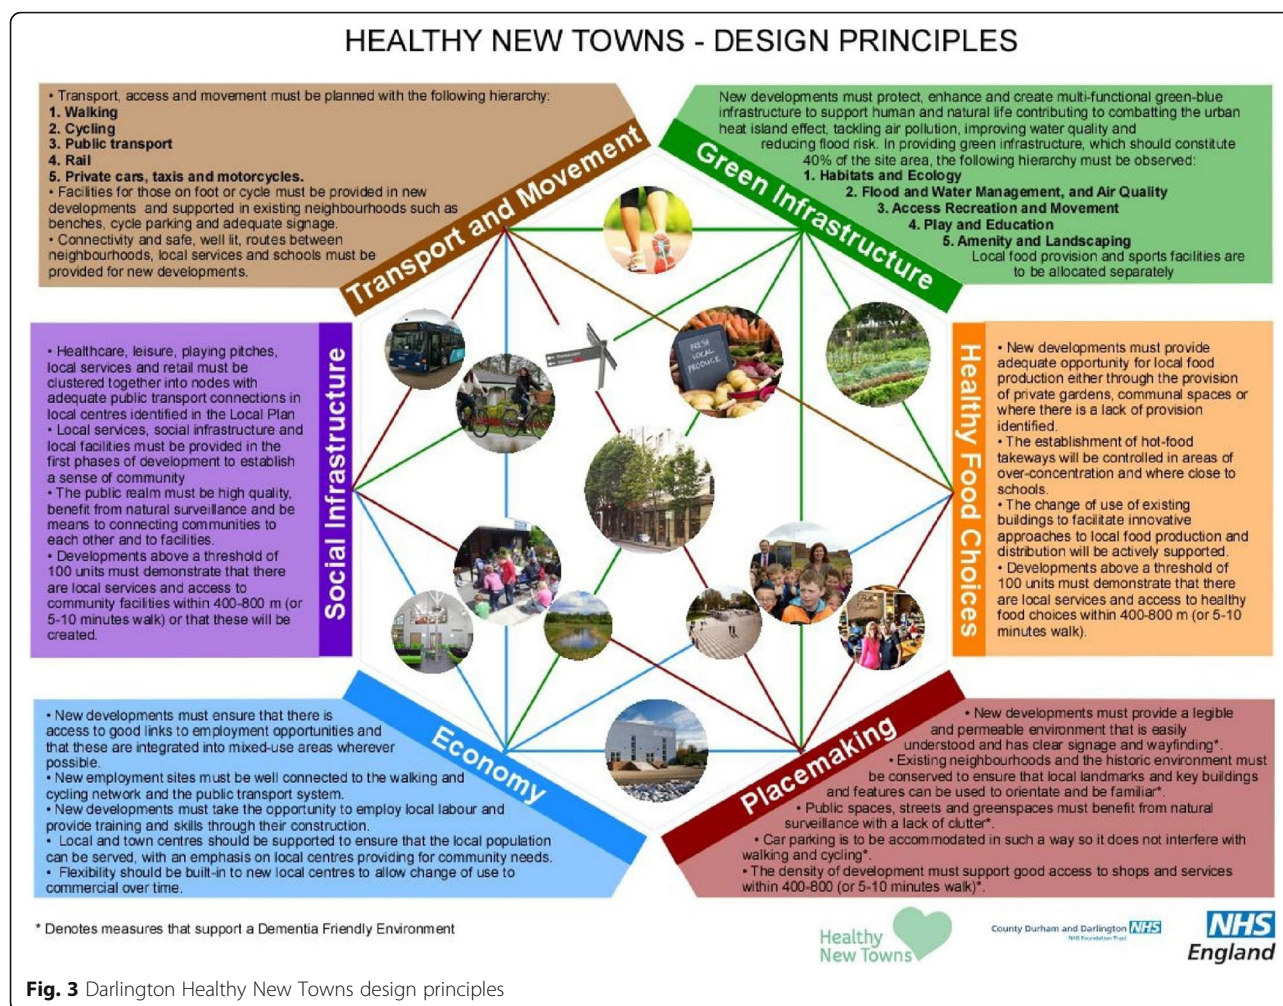 HEALTHY NEW TOWNS - DESIGN PRINCIPLES
• Transport, access and movement must be planned with the following hierarchy:
1. Walking
2. Cycling
3. Public transport
4. Rail
5. Private cars, taxis and motorcycles.
• Facilities for those on foot or cycle must be provided in new
developments and supported in existing neighbourhoods such as
benches, cycle parking and adequate signage.
• Connectivity and safe, well lit, routes between
neighbourhoods, local services and schools must be
provided for new developments.
Transport and Movement
New developments must protect, enhance and create multi-functional green-blue
infrastructure to support human and natural life contributing to combatting the urban
heat island effect, tackling air pollution, improving water quality and
reducing flood risk. In providing green infrastructure, which should constitute
40% of the site area, the following hierarchy must be observed:
1. Habitats and Ecology
2. Flood and Water Management, and Air Quality
3. Access Recreation and Movement
4. Play and Education
5. Amenity and Landscaping
Local food provision and sports facilities are
to be allocated separately
Green Infrastructure
• Healthcare, leisure, playing pitches,
local services and retail must be
clustered together into nodes with
adequate public transport connections in
local centres identified in the Local Plan
• Local services, social infrastructure and
local facilities must be provided in the
first phases of development to establish
a sense of community
• The public realm must be high quality,
benefit from natural surveillance and be
means to connecting communities to
each other and to facilities.
• Developments above a threshold of
100 units must demonstrate that there
are local services and access to
community facilities within 400-800 m (or
5-10 minutes walk) or that these will be
created.
Social Infrastructure
FRESH
LOCAL
PRODUCE
Healthy Food Choices
• New developments must provide
adequate opportunity for local food
production either through the provision
of private gardens, communal spaces or
where there is a lack of provision
identified.
• The establishment of hot-food
takeways will be controlled in areas of
over-concentration and where close to
schools.
• The change of use of existing
buildings to facilitate innovative
approaches to local food production and
distribution will be actively supported.
• Developments above a threshold of
100 units must demonstrate that there
are local services and access to healthy
food choices within 400-800 m (or 5-10
minutes walk).
• New developments must ensure that there is
access to good links to employment opportunities and
that these are integrated into mixed-use areas wherever
possible.
• New employment sites must be well connected to the walking and
cycling network and the public transport system.
• New developments must take the opportunity to employ local labour and
provide training and skills through their construction.
• Local and town centres should be supported to ensure that the local population
can be served, with an emphasis on local centres providing for community needs.
• Flexibility should be built-in to new local centres to allow change of use to
commercial over time.
Economy
Placemaking
• New developments must provide a legible
and permeable environment that is easily
understood and has clear signage and wayfinding*.
• Existing neighbourhoods and the historic environment must
be conserved to ensure that local landmarks and key buildings
and features can be used to orientate and be familiar*.
• Public spaces, streets and greenspaces must benefit from natural
surveillance with a lack of clutter*.
• Car parking is to be accommodated in such a way so it does not interfere with
walking and cycling*.
• The density of development must support good access to shops and services
within 400-800 (or 5-10 minutes walk)*.
* Denotes measures that support a Dementia Friendly Environment
Healthy
New Towns
County Durham and Darlington NHS
NHS Foundation Trust
NHS
England
Fig. 3 Darlington Healthy New Towns design principles